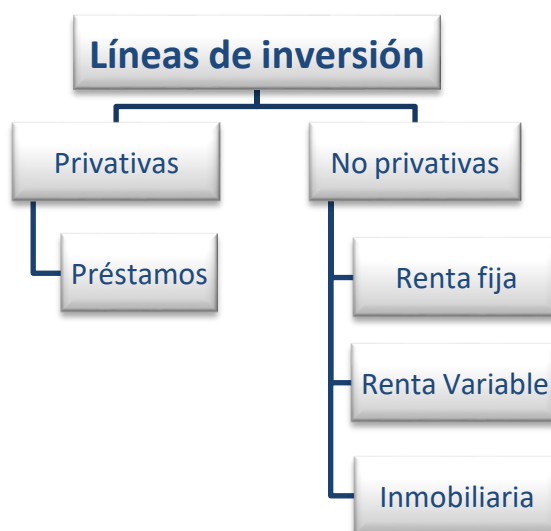 Líneas de inversión
Privativas
No privativas
Préstamos
Renta fija
Renta Variable
Inmobiliaria